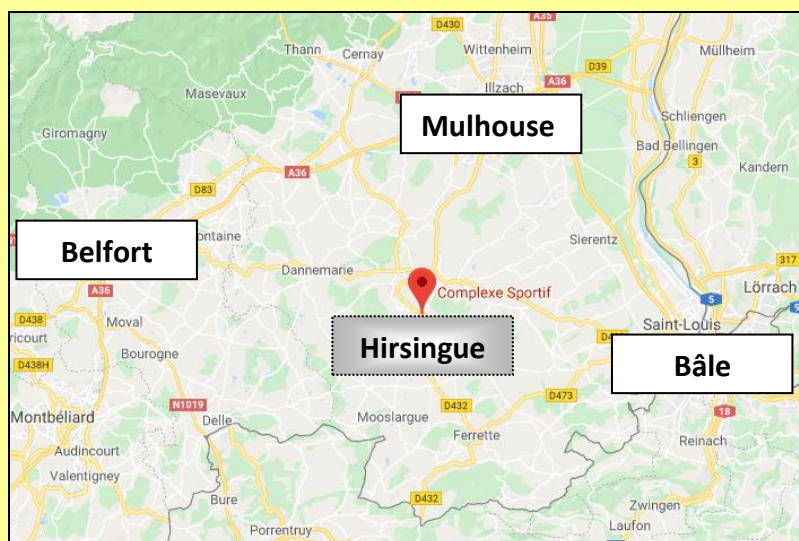 D430
A35
Thann
Cernay
Wittenheim
Müllheim
D39
A36
Illzach
Masevaux
Mulhouse
Schliengen
Giromagny
Bad Bellingen
3
Kandern
A36
D83
Belfort
ontaine
Sierentz
317
Dannemarie
Complexe Sportif
Lörrach
A36
5
D438
Moval
Saint-Louis
ricourt
Bourogne
Hirsingue
Bâle
D438H
N1019
D473
18
Montbéliard
Delle
Mooslargue
D432
Ferrette
Reinach
Audincourt
Valentigney
Bure
D432
Zwingen
Laufon
Porrentruy